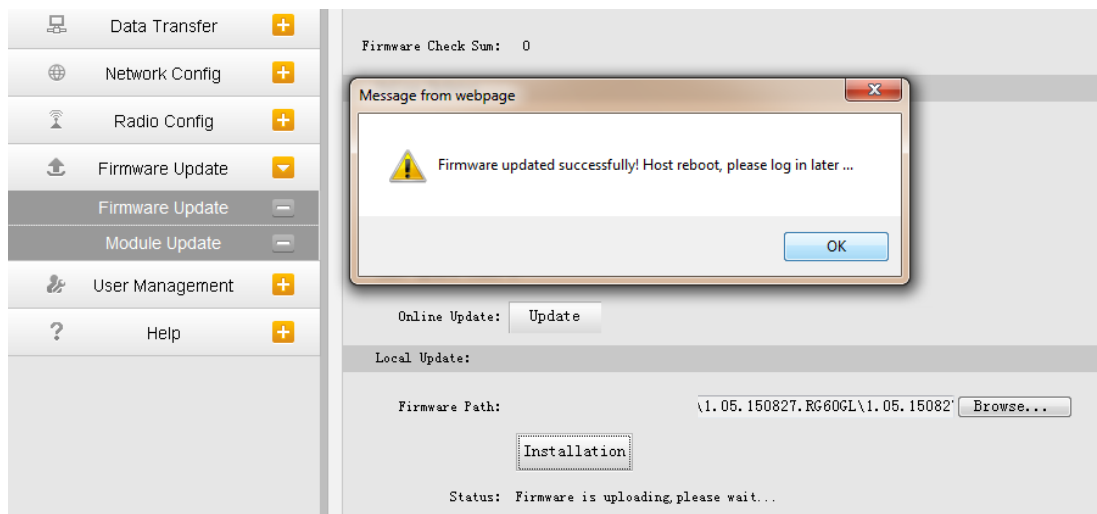 Data Transfer
Network Config
Radio Config
Firmware Update
Firmware Update
Module Update
User Management
Help
Firmware Check Sum: 0
Message from webpage
Firmware updated successfully! Host reboot, please log in later ...
OK
Online Update: Update
Local Update:
Firmware Path: \1.05.150827.RG60GL\1.05.15082 Browse...
Installation
Status: Firmware is uploading,please wait...